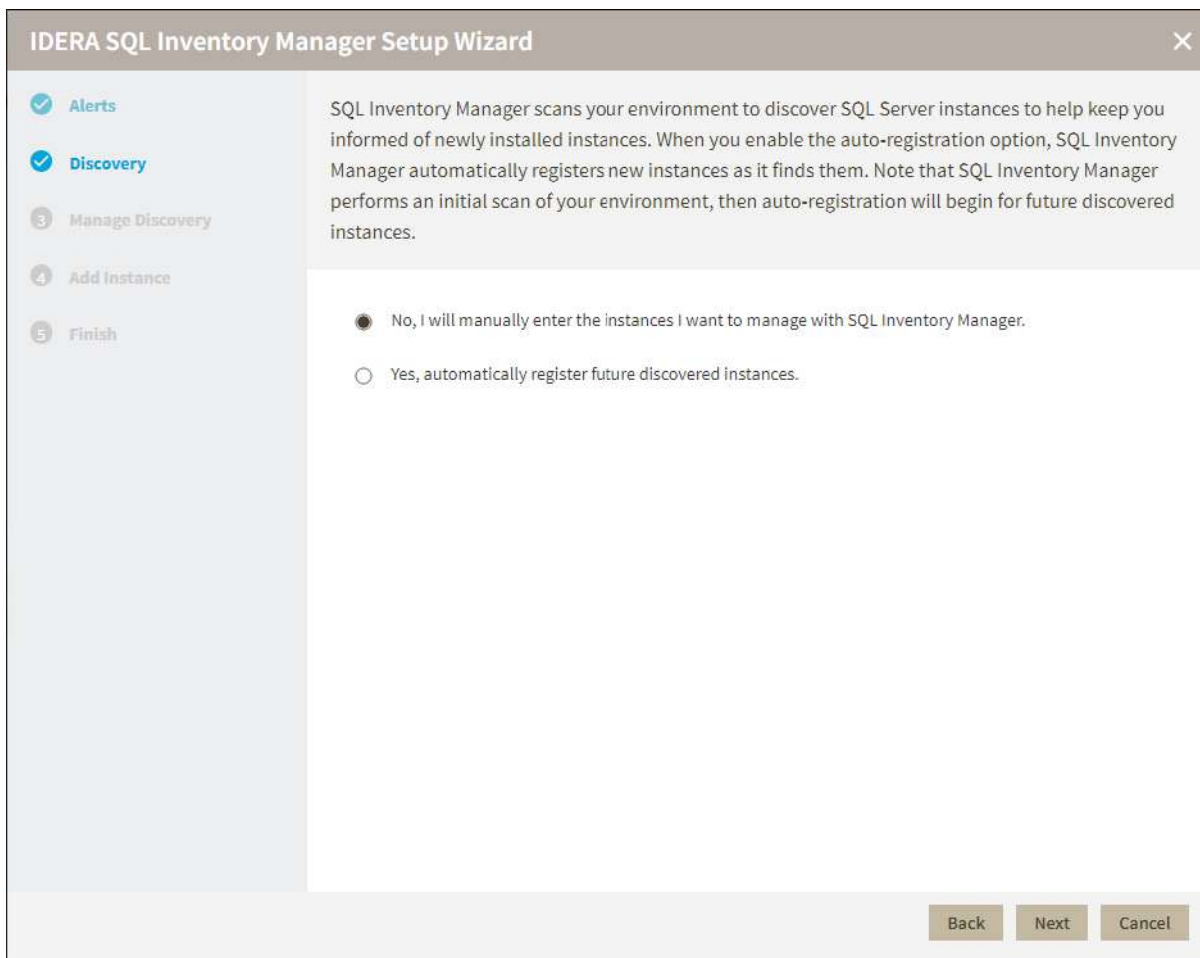 IDERA SQL Inventory Manager Setup Wizard
Alerts
Discovery
3 Manage Discovery
4 Add Instance
5 Finish
SQL Inventory Manager scans your environment to discover SQL Server instances to help keep you
informed of newly installed instances. When you enable the auto-registration option, SQL Inventory
Manager automatically registers new instances as it finds them. Note that SQL Inventory Manager
performs an initial scan of your environment, then auto-registration will begin for future discovered
instances.
No, I will manually enter the instances I want to manage with SQL Inventory Manager.
Yes, automatically register future discovered instances.
Back Next Cancel